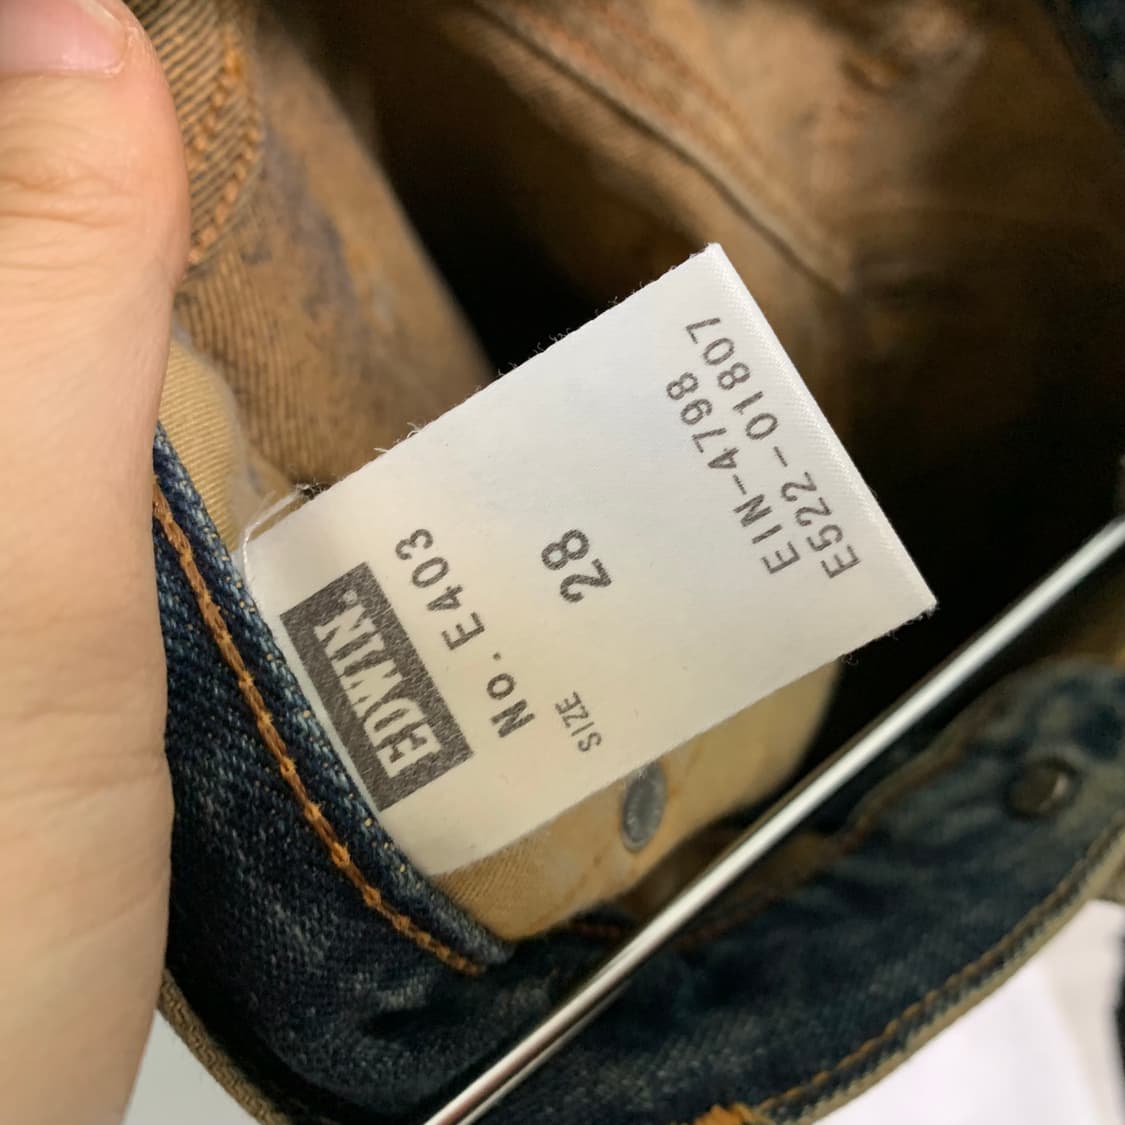 EDWIN.
No. E403
SIZE 28
EIN-4798
E522-01807